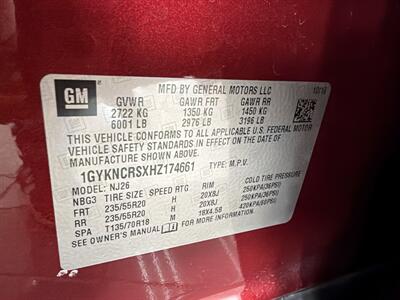 GM
MFD BY GENERAL MOTORS LLC
GVWR GAWR FRT GAWR RR
2722 KG 1350 KG 1450 KG
6001 LB 2976 LB 3196 LB
THIS VEHICLE CONFORMS TO ALL APPLICABLE U.S. FEDERAL MOTOR
VEHICLE SAFETY STANDARDS IN EFFECT ON THE DATE OF
MANUFACTURE SHOWN ABOVE.
1GYKNCRSXHZ174661 TYPE: M.P.V.
MODEL: NJ26
NBG3 TIRE SIZE SPEED RTG RIM COLD TIRE PRESSURE
FRT 235/55R20 H 20X8J 250KPA(36PSI)
RR 235/55R20 H 20X8J 250KPA(36PSI)
SPA T135/70R18 M 18X4.5B 420KPA(60PSI)
SEE OWNER'S MANUAL FOR ADDITIONAL INFORMATION.